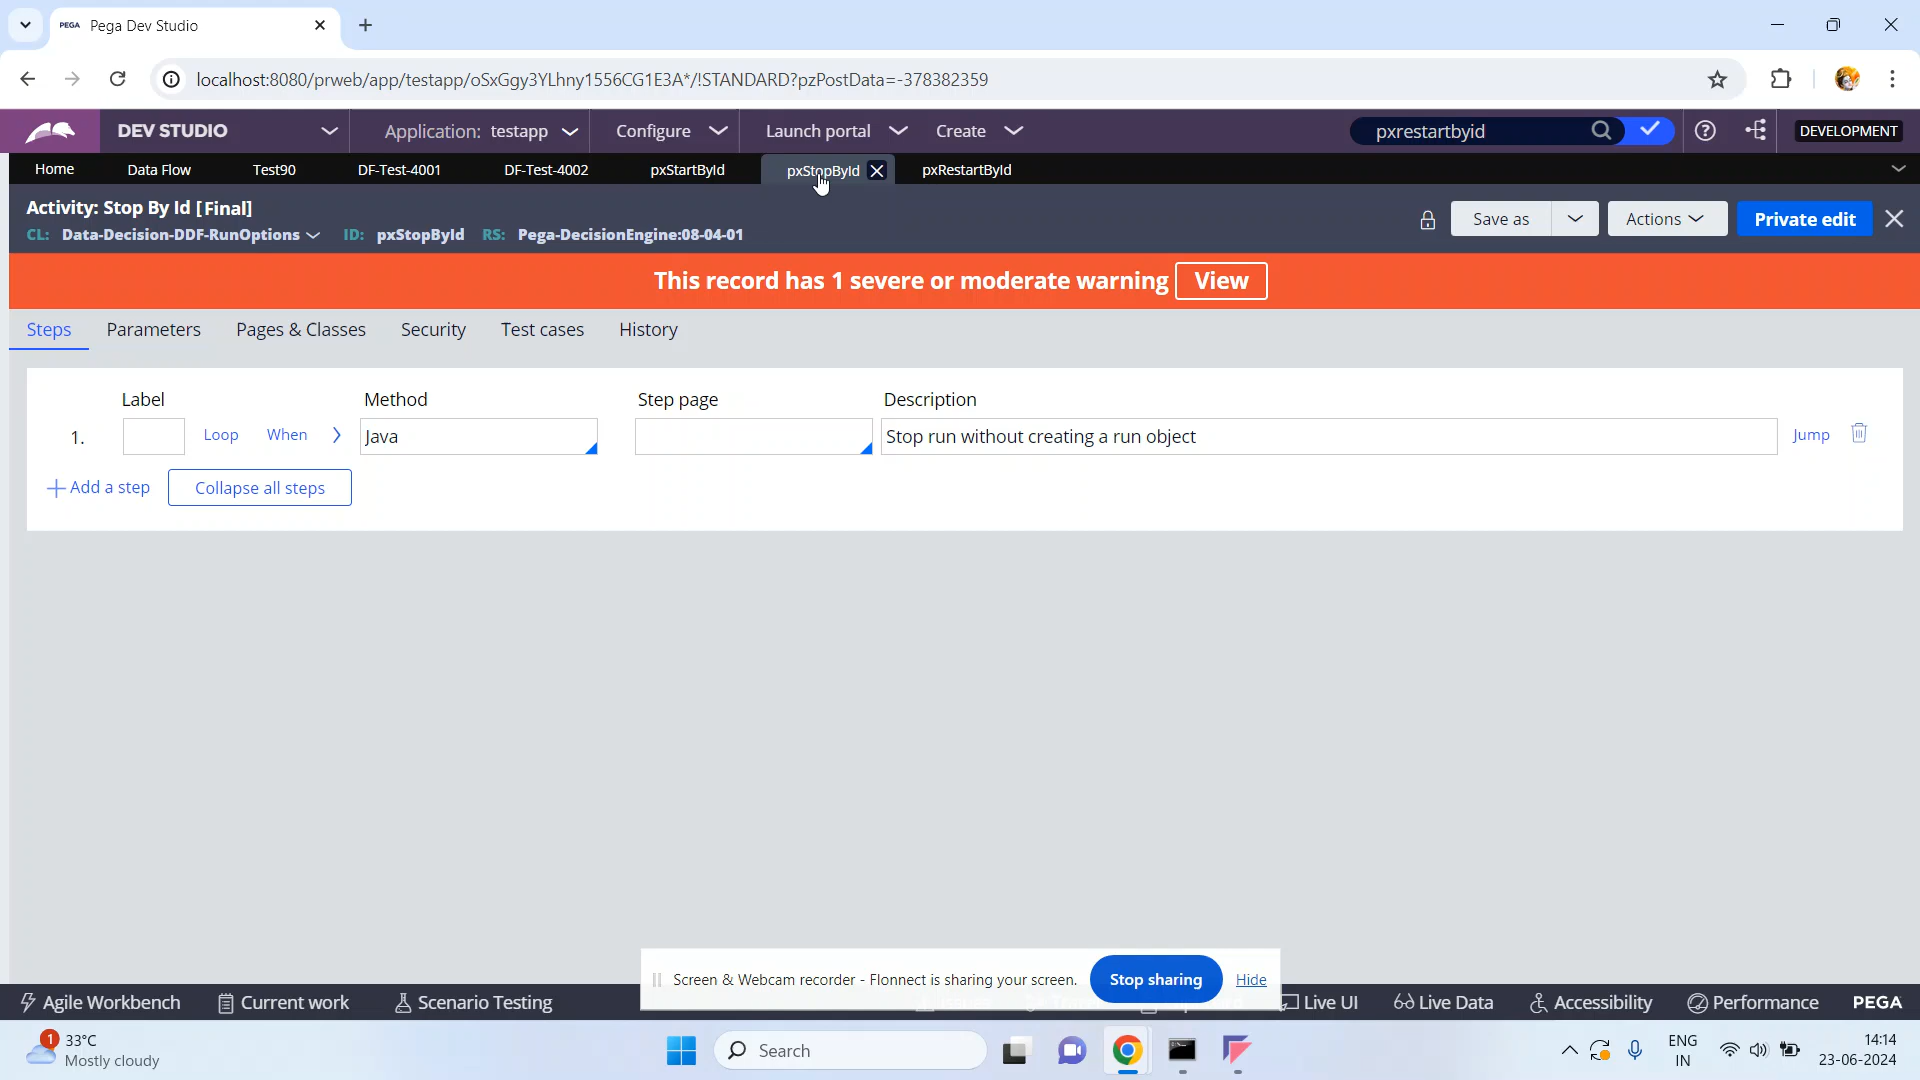 PEGA Pega Dev Studio
localhost:8080/prweb/app/testapp/oSxGgy3YLhny1556CG1E3A*/!STANDARD?pzPostData=-378382359
DEV STUDIO Application: testapp Configure Launch portal Create pxrestartbyid DEVELOPMENT
Home Data Flow Test90 DF-Test-4001 DF-Test-4002 pxStartById pxStopById pxRestartById
Activity: Stop By Id [Final]
CL: Data-Decision-DDF-RunOptions ID: pxStopById RS: Pega-DecisionEngine:08-04-01
Save as Actions Private edit
This record has 1 severe or moderate warning View
Steps Parameters Pages & Classes Security Test cases History
Label Method Step page Description
1. Loop When Java Stop run without creating a run object Jump
Add a step Collapse all steps
Screen & Webcam recorder - Flonnect is sharing your screen. Stop sharing Hide
Agile Workbench Current work Scenario Testing Live UI Live Data Accessibility Performance PEGA
1 33°C
Mostly cloudy
Search
ENG
IN
14:14
23-06-2024